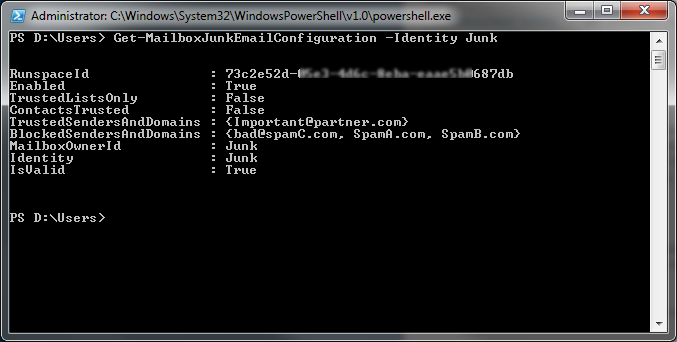 Administrator: C:\Windows\System32\WindowsPowerShell\v1.0\powershell.exe
PS D:\Users> Get-MailboxJunkEmailConfiguration -Identity Junk
RunspaceId : 73c2e52d- 687db
Enabled : True
TrustedListsOnly : False
ContactsTrusted : False
TrustedSendersAndDomains : {Important@partner.com}
BlockedSendersAndDomains : {bad@spamC.com, SpamA.com, SpamB.com}
MailboxOwnerId : Junk
Identity : Junk
IsValid : True
PS D:\Users>